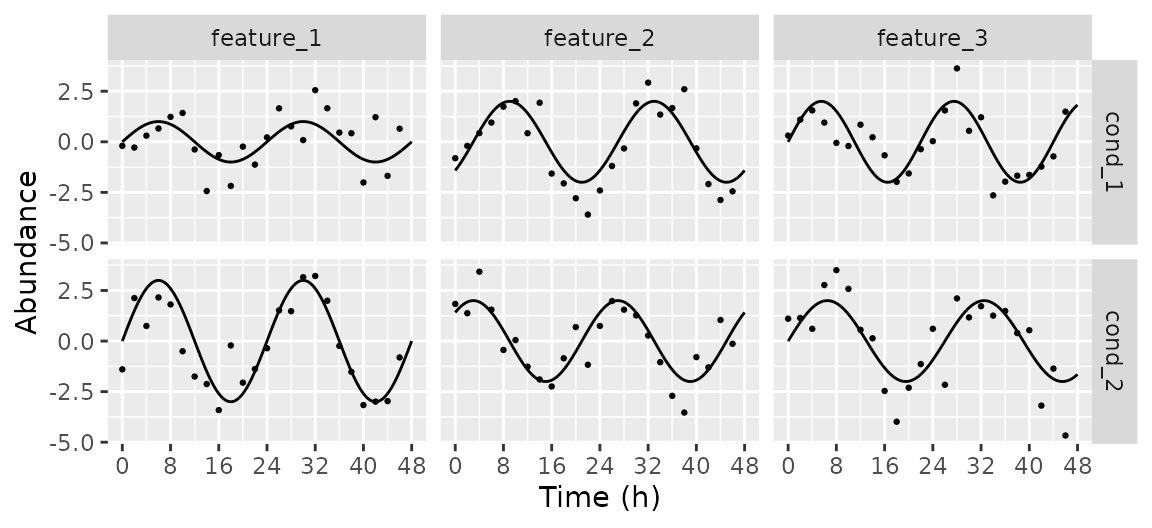 feature_1 feature_2 feature_3
2.5
0.0
-2.5
-5.0
cond_1
Abundance
2.5
0.0
-2.5
-5.0
cond_2
0 8 16 24 32 40 48 0 8 16 24 32 40 48 0 8 16 24 32 40 48
Time (h)